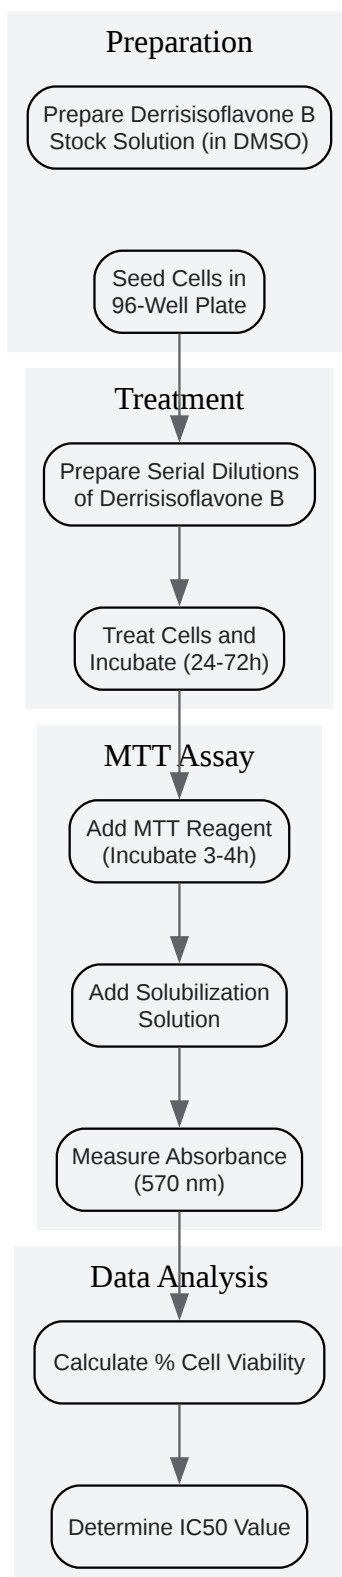 Preparation
Prepare Derrisisoflavone B
Stock Solution (in DMSO)
Seed Cells in
96-Well Plate
Treatment
Prepare Serial Dilutions
of Derrisisoflavone B
Treat Cells and
Incubate (24-72h)
MTT Assay
Add MTT Reagent
(Incubate 3-4h)
Add Solubilization
Solution
Measure Absorbance
(570 nm)
Data Analysis
Calculate % Cell Viability
Determine IC50 Value